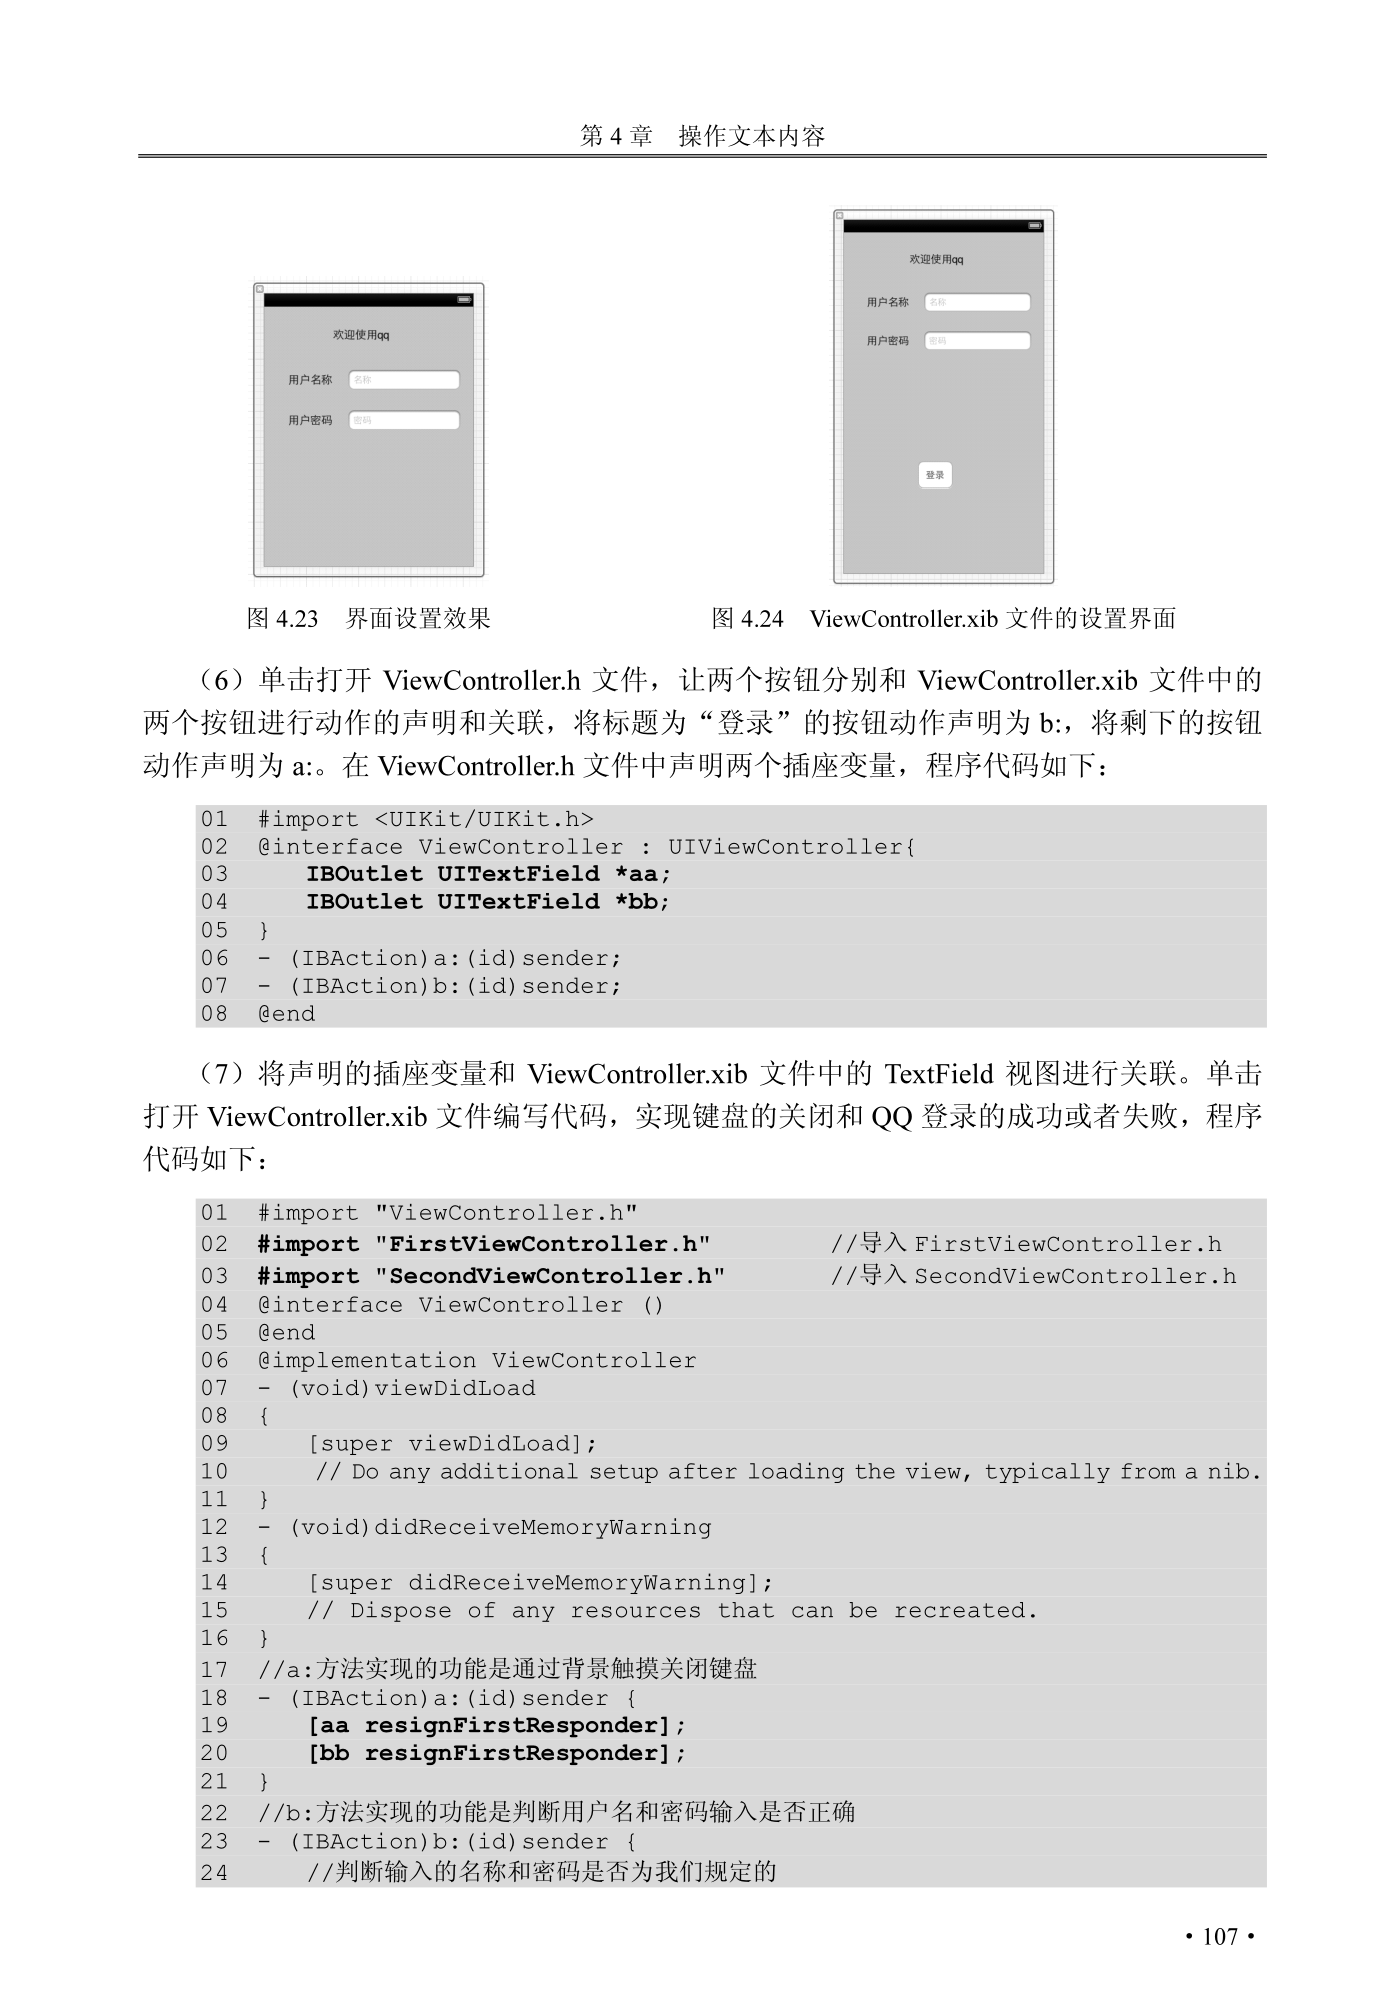 第 4 章　操作文本内容
欢迎使用qq
用户名称 名称
用户密码 密码
欢迎使用qq
用户名称 名称
用户密码 密码
登录
图 4.23　界面设置效果
图 4.24　ViewController.xib 文件的设置界面
（6）单击打开 ViewController.h 文件，让两个按钮分别和 ViewController.xib 文件中的
两个按钮进行动作的声明和关联，将标题为“登录”的按钮动作声明为 b:，将剩下的按钮
动作声明为 a:。在 ViewController.h 文件中声明两个插座变量，程序代码如下：
01  #import <UIKit/UIKit.h>
02  @interface ViewController : UIViewController{
03      IBOutlet UITextField *aa;
04      IBOutlet UITextField *bb;
05  }
06  - (IBAction)a:(id)sender;
07  - (IBAction)b:(id)sender;
08  @end
（7）将声明的插座变量和 ViewController.xib 文件中的 TextField 视图进行关联。单击
打开 ViewController.xib 文件编写代码，实现键盘的关闭和 QQ 登录的成功或者失败，程序
代码如下：
01  #import "ViewController.h"
02  #import "FirstViewController.h"        //导入 FirstViewController.h
03  #import "SecondViewController.h"       //导入 SecondViewController.h
04  @interface ViewController ()
05  @end
06  @implementation ViewController
07  - (void)viewDidLoad
08  {
09      [super viewDidLoad];
10      // Do any additional setup after loading the view, typically from a nib.
11  }
12  - (void)didReceiveMemoryWarning
13  {
14      [super didReceiveMemoryWarning];
15      // Dispose of any resources that can be recreated.
16  }
17  //a:方法实现的功能是通过背景触摸关闭键盘
18  - (IBAction)a:(id)sender {
19      [aa resignFirstResponder];
20      [bb resignFirstResponder];
21  }
22  //b:方法实现的功能是判断用户名和密码输入是否正确
23  - (IBAction)b:(id)sender {
24      //判断输入的名称和密码是否为我们规定的
• 107 •